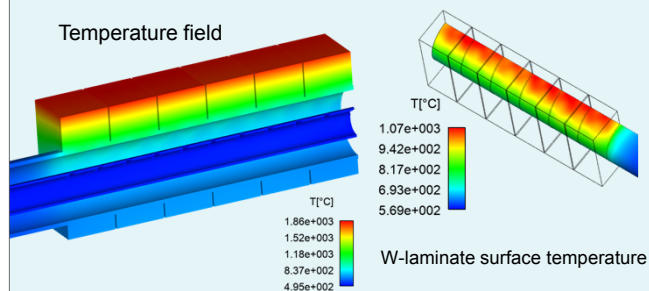 Temperature field
T[°C]
1.07e+003
9.42e+002
8.17e+002
6.93e+002
5.69e+002
T[°C]
1.86e+003
1.52e+003
1.18e+003
8.37e+002
4.95e+002
W-laminate surface temperature